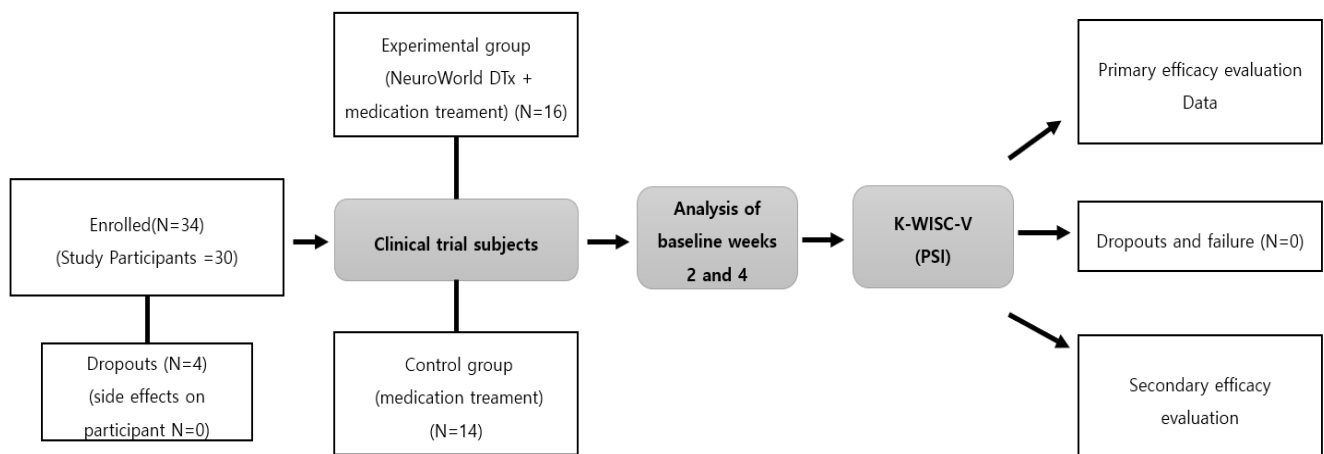 Enrolled(N=34)
(Study Participants =30)
Dropouts (N=4)
(side effects on
participant N=0)
Experimental group
(NeuroWorld DTx +
medication treament) (N=16)
Clinical trial subjects
Control group
(medication treament)
(N=14)
Analysis of
baseline weeks
2 and 4
K-WISC-V
(PSI)
Primary efficacy evaluation
Data
Dropouts and failure (N=0)
Secondary efficacy
evaluation